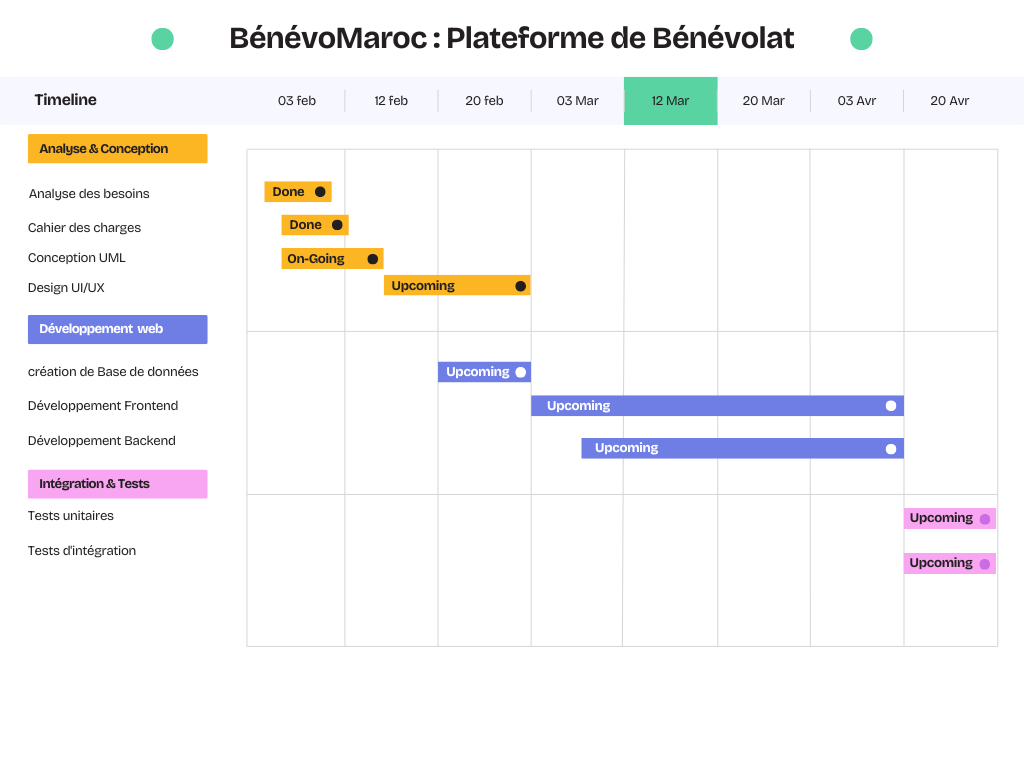 BénévoMaroc : Plateforme de Bénévolat
Timeline 03 feb 12 feb 20 feb 03 Mar 12 Mar 20 Mar 03 Avr 20 Avr
Analyse & Conception
Analyse des besoins Done
Cahier des charges Done
Conception UML On-Going
Design UI/UX Upcoming
Développement web
création de Base de données Upcoming
Développement Frontend Upcoming
Développement Backend Upcoming
Intégration & Tests
Tests unitaires Upcoming
Tests d'intégration Upcoming